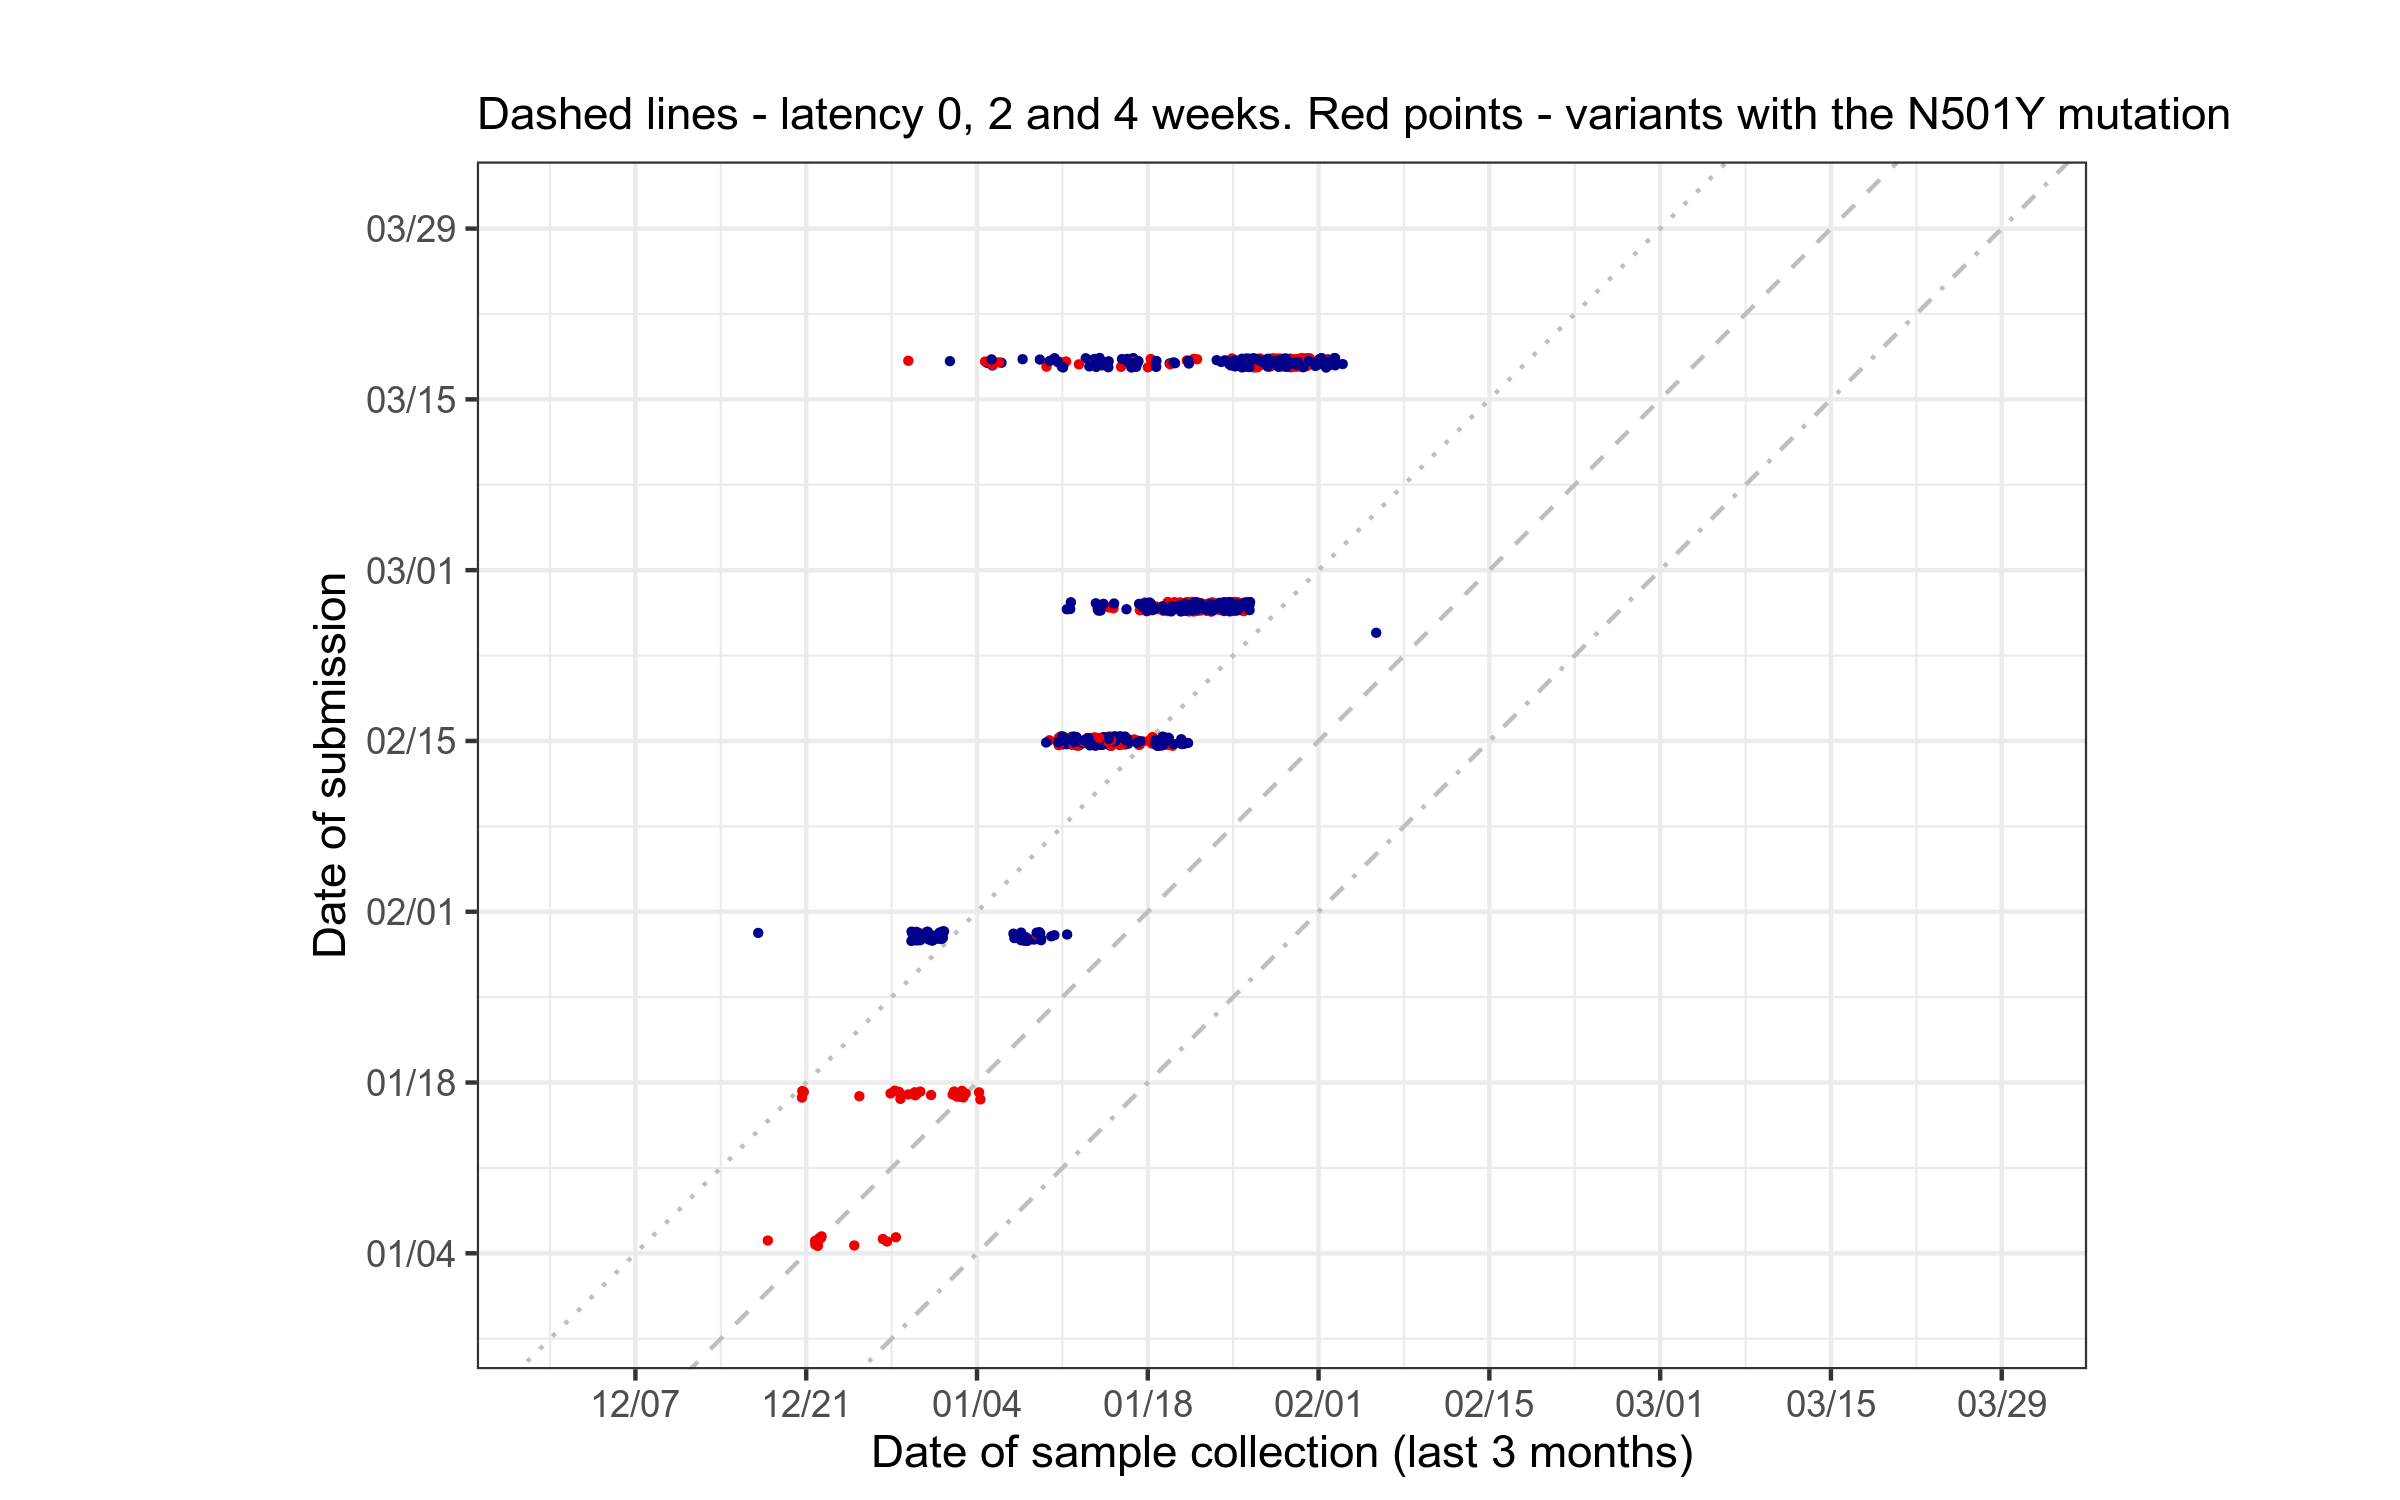 Dashed lines - latency 0, 2 and 4 weeks. Red points - variants with the N501Y mutation
Date of submission
03/29
03/15
03/01
02/15
02/01
01/18
01/04
12/07 12/21 01/04 01/18 02/01 02/15 03/01 03/15 03/29
Date of sample collection (last 3 months)